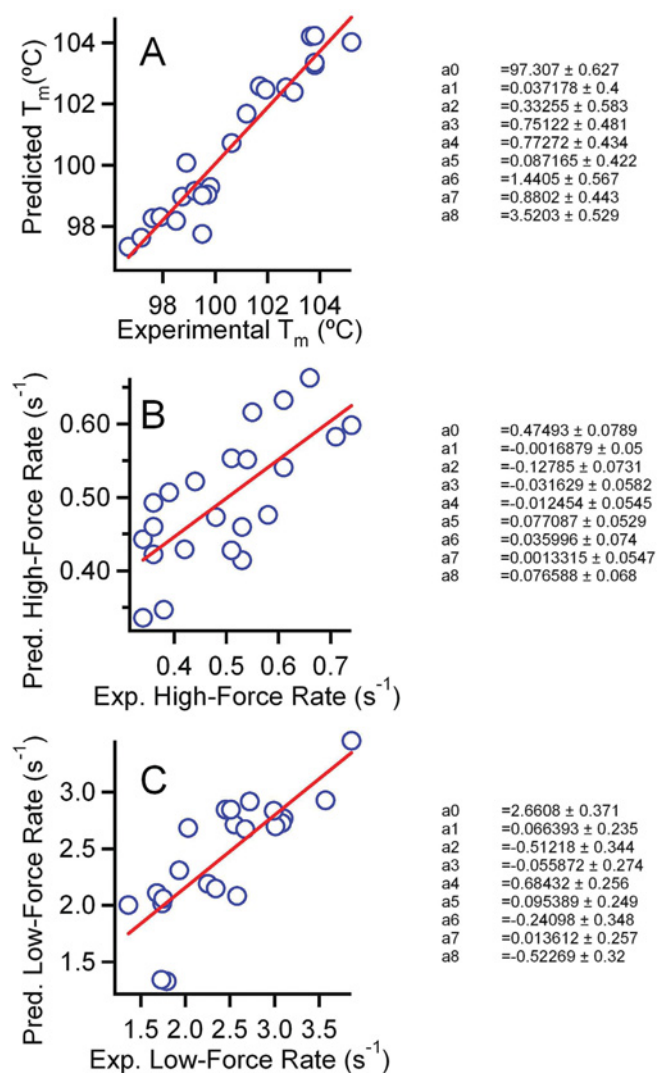 A
Predicted Tm(ºC)
104
102
100
98
98 100 102 104
Experimental Tm (ºC)
a0 =97.307 ± 0.627
a1 =0.037178 ± 0.4
a2 =0.33255 ± 0.583
a3 =0.75122 ± 0.481
a4 =0.77272 ± 0.434
a5 =0.087165 ± 0.422
a6 =1.4405 ± 0.567
a7 =0.8802 ± 0.443
a8 =3.5203 ± 0.529
B
Pred. High-Force Rate (s-1)
0.60
0.50
0.40
0.4 0.5 0.6 0.7
Exp. High-Force Rate (s-1)
a0 =0.47493 ± 0.0789
a1 =-0.0016879 ± 0.05
a2 =-0.12785 ± 0.0731
a3 =-0.031629 ± 0.0582
a4 =-0.012454 ± 0.0545
a5 =0.077087 ± 0.0529
a6 =0.035996 ± 0.074
a7 =0.0013315 ± 0.0547
a8 =0.076588 ± 0.068
C
Pred. Low-Force Rate (s-1)
3.0
2.5
2.0
1.5
1.5 2.0 2.5 3.0 3.5
Exp. Low-Force Rate (s-1)
a0 =2.6608 ± 0.371
a1 =0.066393 ± 0.235
a2 =-0.51218 ± 0.344
a3 =-0.055872 ± 0.274
a4 =0.68432 ± 0.256
a5 =0.095389 ± 0.249
a6 =-0.24098 ± 0.348
a7 =0.013612 ± 0.257
a8 =-0.52269 ± 0.32